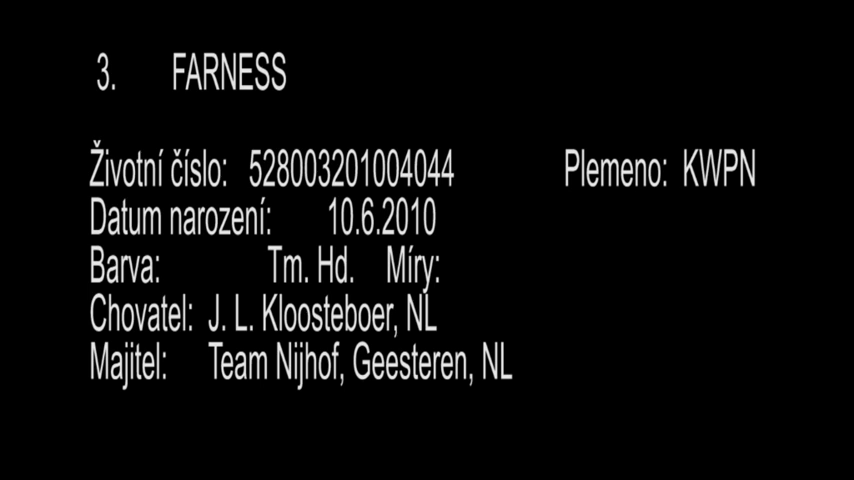 3. FARNESS
Životní číslo: 528003201004044 Plemeno: KWPN
Datum narození: 10.6.2010
Barva: Tm. Hd. Míry:
Chovatel: J. L. Kloosteboer, NL
Majitel: Team Nijhof, Geesteren, NL